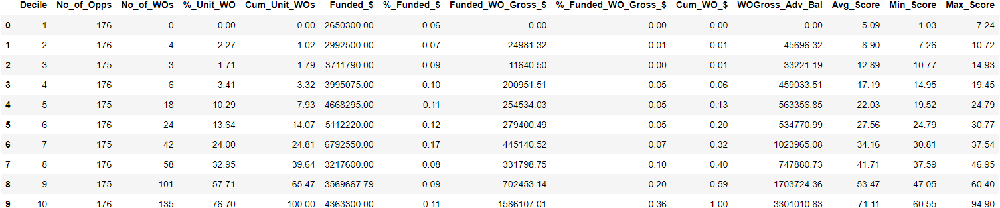 Decile No_of_Opps No_of_WOs %_Unit_WO Cum_Unit_WOs Funded_$ %_Funded_$ Funded_WO_Gross_$ %_Funded_WO_Gross_$ Cum_WO_$ WOGross_Adv_Bal Avg_Score Min_Score Max_Score
0 1 176 0 0.00 0.00 2650300.00 0.06 0.00 0.00 0.00 0.00 5.09 1.03 7.24
1 2 176 4 2.27 1.02 2992500.00 0.07 24981.32 0.01 0.01 45696.32 8.90 7.26 10.72
2 3 175 3 1.71 1.79 3711790.00 0.09 11640.50 0.00 0.01 33221.19 12.89 10.77 14.93
3 4 176 6 3.41 3.32 3995075.00 0.10 200951.51 0.05 0.06 459033.51 17.19 14.95 19.45
4 5 175 18 10.29 7.93 4668295.00 0.11 254534.03 0.05 0.13 563356.85 22.03 19.52 24.79
5 6 176 24 13.64 14.07 5112220.00 0.12 279400.49 0.05 0.20 534770.99 27.56 24.79 30.77
6 7 175 42 24.00 24.81 6792550.00 0.17 445140.52 0.07 0.32 1023965.08 34.16 30.81 37.54
7 8 176 58 32.95 39.64 3217600.00 0.08 331798.75 0.10 0.40 747880.73 41.71 37.59 46.95
8 9 175 101 57.71 65.47 3569667.79 0.09 702453.14 0.20 0.59 1703724.36 53.47 47.05 60.40
9 10 176 135 76.70 100.00 4363300.00 0.11 1586107.01 0.36 1.00 3301010.83 71.11 60.55 94.90